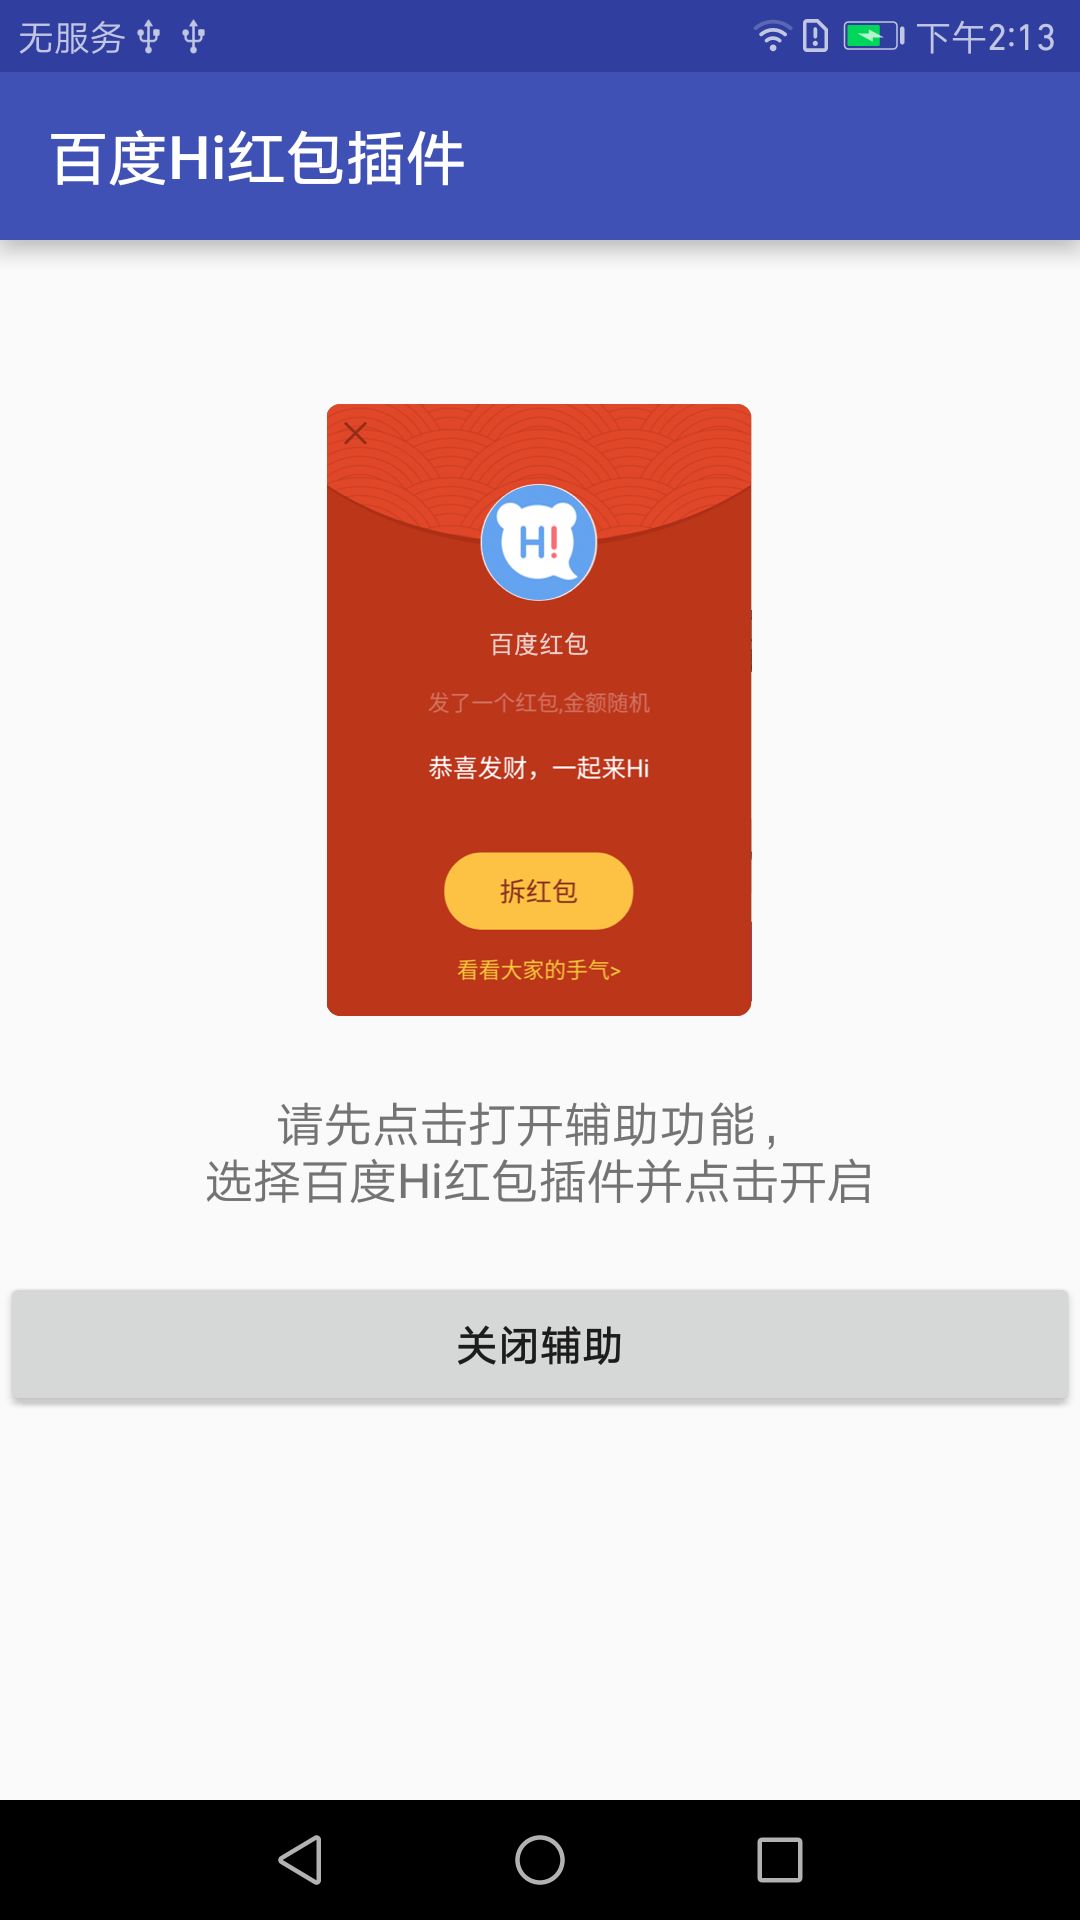 无服务 下午2:13
百度Hi红包插件
H!
百度红包
发了一个红包,金额随机
恭喜发财，一起来Hi
拆红包
看看大家的手气>
请先点击打开辅助功能，
选择百度Hi红包插件并点击开启
关闭辅助